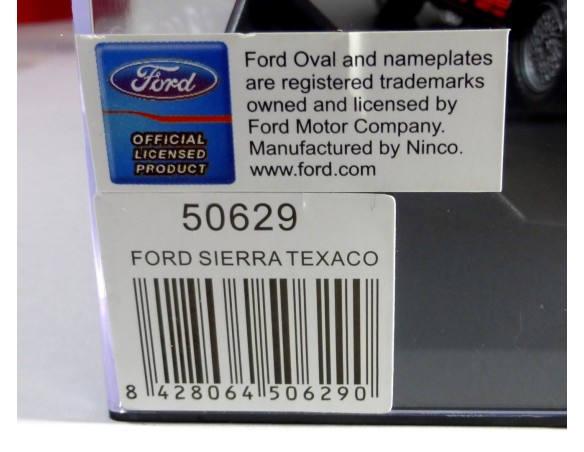 Ford
OFFICIAL
LICENSED
PRODUCT
Ford Oval and nameplates
are registered trademarks
owned and licensed by
Ford Motor Company.
Manufactured by Ninco.
www.ford.com
50629
FORD SIERRA TEXACO
8 428064 506290